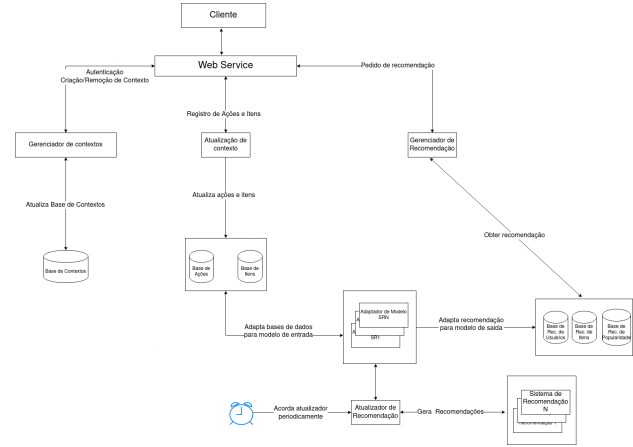 Cliente
Web Service
Autenticação
Criação/Remoção de Contexto
Pedido de recomendação
Registro de Ações e Itens
Gerenciador de contextos
Atualização de
contexto
Gerenciador de
Recomendação
Atualiza Base de Contextos
Atualiza ações e itens
Obter recomendação
Base de Contextos
Base de
Ações
Base de
Itens
Adapta bases de dados
para modelo de entrada
Adaptador de Modelo
SRN
SR1
Adapta recomendação
para modelo de saída
Base de
Rec. de
Usuários
Base de
Rec. de
Itens
Base de
Rec. de
Popularidade
Acorda atualizador
periodicamente
Atualizador de
Recomendação
Gera Recomendações
Sistema de
Recomendação
N